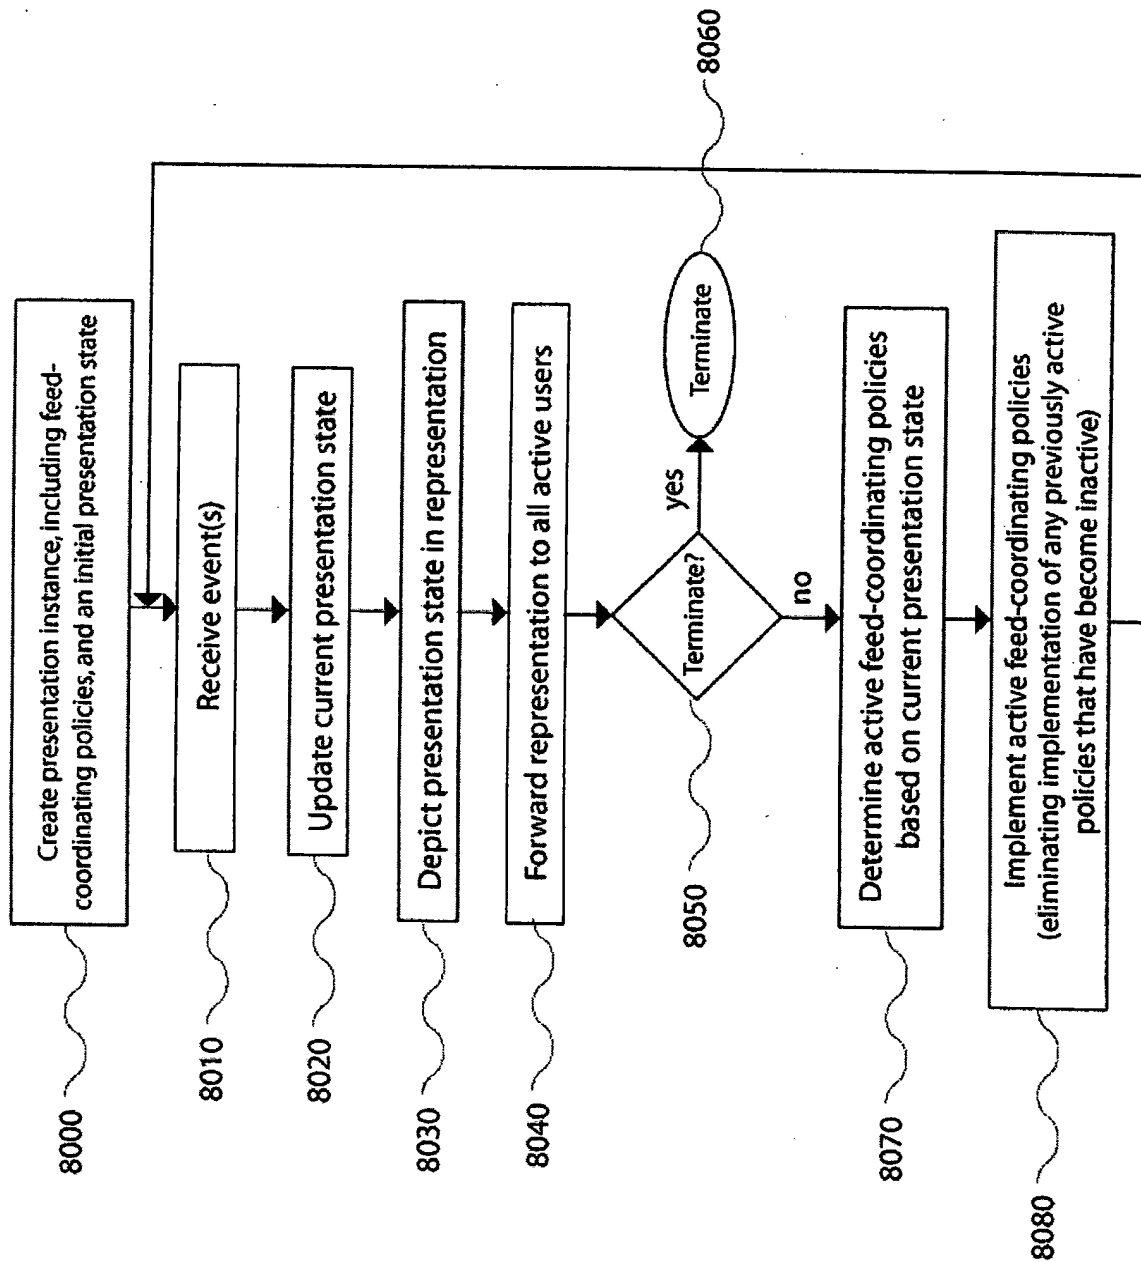 8000
Create presentation instance, including feed-
coordinating policies, and an initial presentation state
8010
Receive event(s)
8020
Update current presentation state
8030
Depict presentation state in representation
8040
Forward representation to all active users
8050
Terminate?
yes
Terminate
8060
no
8070
Determine active feed-coordinating policies
based on current presentation state
8080
Implement active feed-coordinating policies
(eliminating implementation of any previously active
policies that have become inactive)